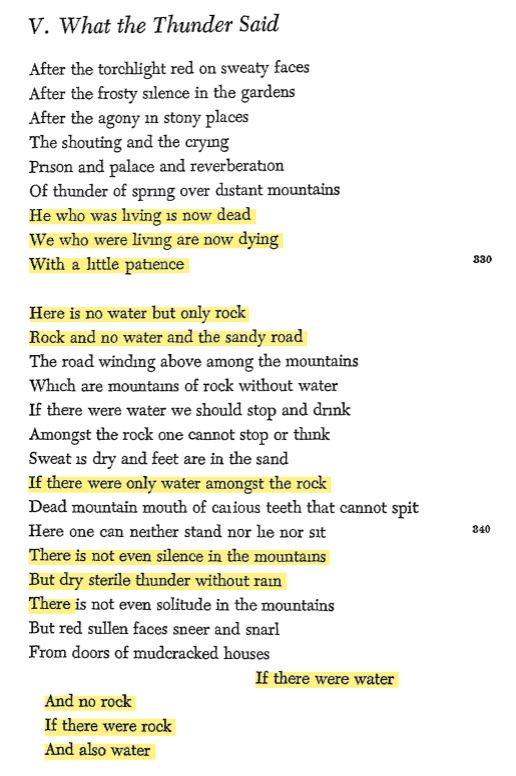 V. What the Thunder Said
After the torchlight red on sweaty faces
After the frosty silence in the gardens
After the agony in stony places
The shouting and the crying
Prison and palace and reverberation
Of thunder of spring over distant mountains
He who was living is now dead
We who were living are now dying
With a little patience 330
Here is no water but only rock
Rock and no water and the sandy road
The road winding above among the mountains
Which are mountains of rock without water
If there were water we should stop and drink
Amongst the rock one cannot stop or think
Sweat is dry and feet are in the sand
If there were only water amongst the rock
Dead mountain mouth of carious teeth that cannot spit
Here one can neither stand nor lie nor sit 340
There is not even silence in the mountains
But dry sterile thunder without rain
There is not even solitude in the mountains
But red sullen faces sneer and snarl
From doors of mudcracked houses
If there were water
And no rock
If there were rock
And also water